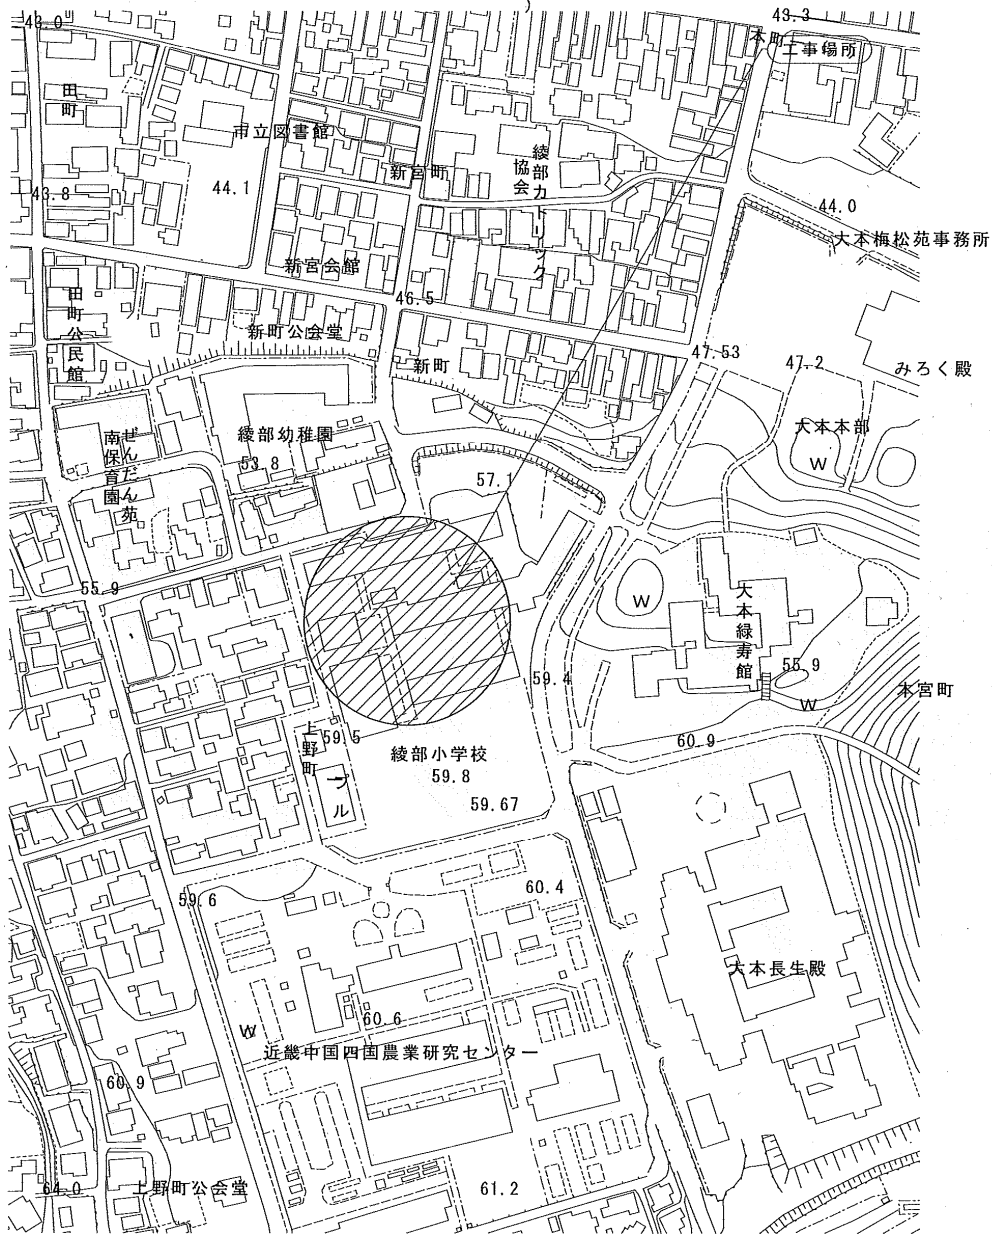 43.0
43.3
本町
工事場所
田町
市立図書館
新宮町
綾部カトーリック
協会
44.1
43.8
44.0
大本梅松苑事務所
新宮会館
46.5
田町公民館
新町公会堂
新町
47.53
47.2
みろく殿
綾部幼稚園
53.8
ぜんだん苑
南保育園
大本本部
W
57.1
55.9
W
大本緑寿館
55.9
59.4
W
本宮町
上野町
59.5
プール
綾部小学校
59.8
59.67
60.9
59.6
60.4
大本長生殿
W
60.6
近畿中国四国農業研究センター
60.9
64.0
上野町公会堂
61.2